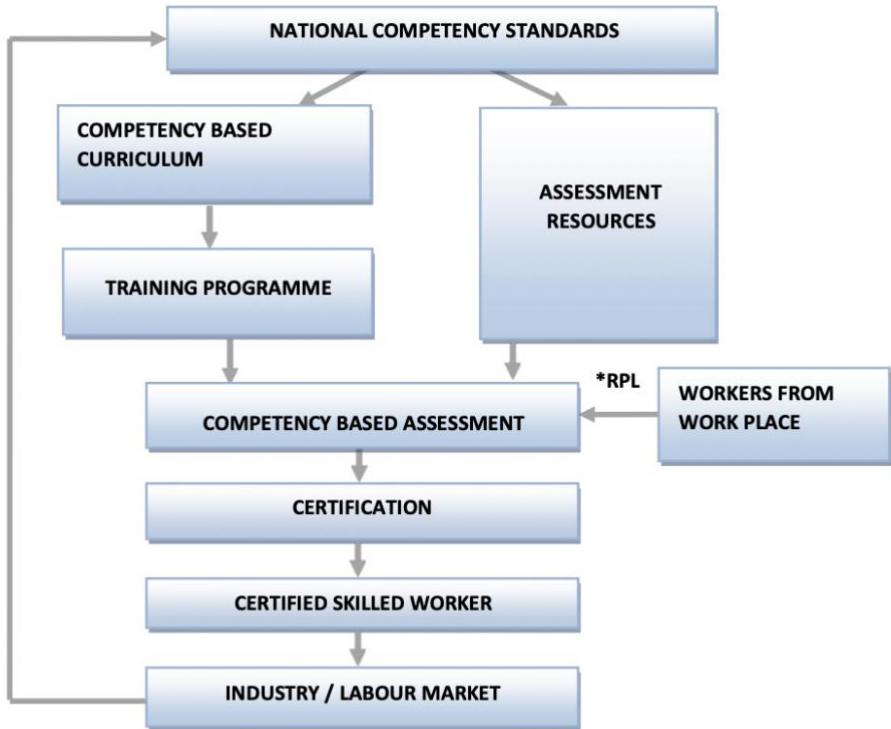 NATIONAL COMPETENCY STANDARDS
COMPETENCY BASED
CURRICULUM
ASSESSMENT
RESOURCES
TRAINING PROGRAMME
*RPL
WORKERS FROM
WORK PLACE
COMPETENCY BASED ASSESSMENT
CERTIFICATION
CERTIFIED SKILLED WORKER
INDUSTRY / LABOUR MARKET